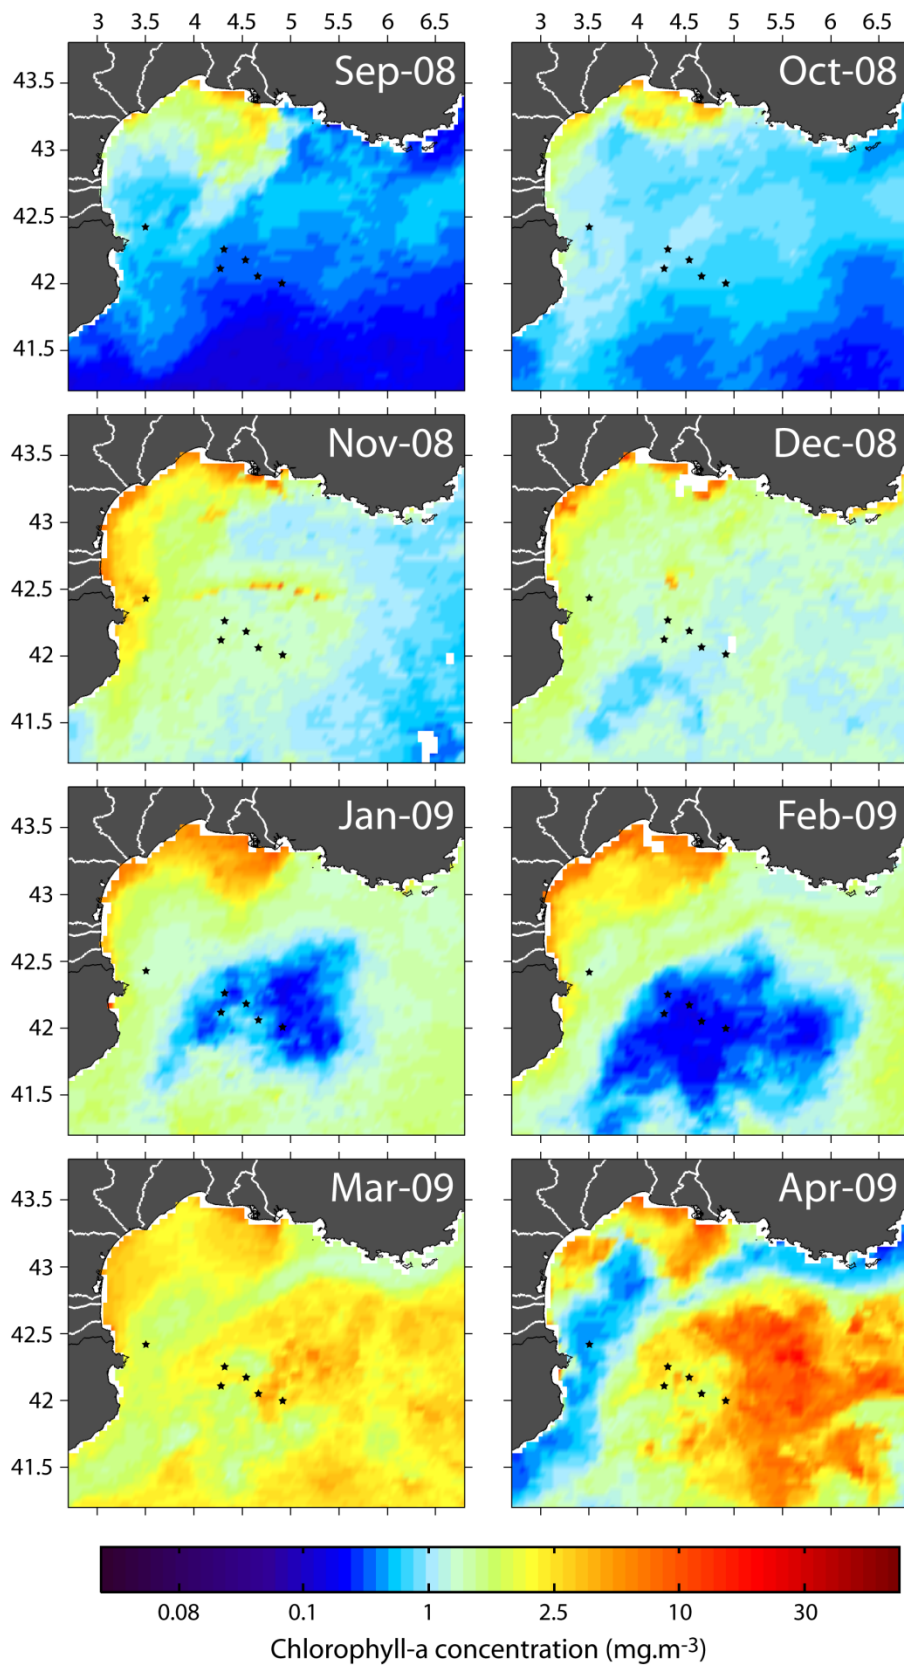 3 3.5 4 4.5 5 5.5 6 6.5 3 3.5 4 4.5 5 5.5 6 6.5
Sep-08 Oct-08
43.5
43
42.5
42
41.5
Nov-08 Dec-08
43.5
43
42.5
42
41.5
Jan-09 Feb-09
43.5
43
42.5
42
41.5
Mar-09 Apr-09
43.5
43
42.5
42
41.5
0.08 0.1 1 2.5 10 30
Chlorophyll-a concentration (mg.m-3)